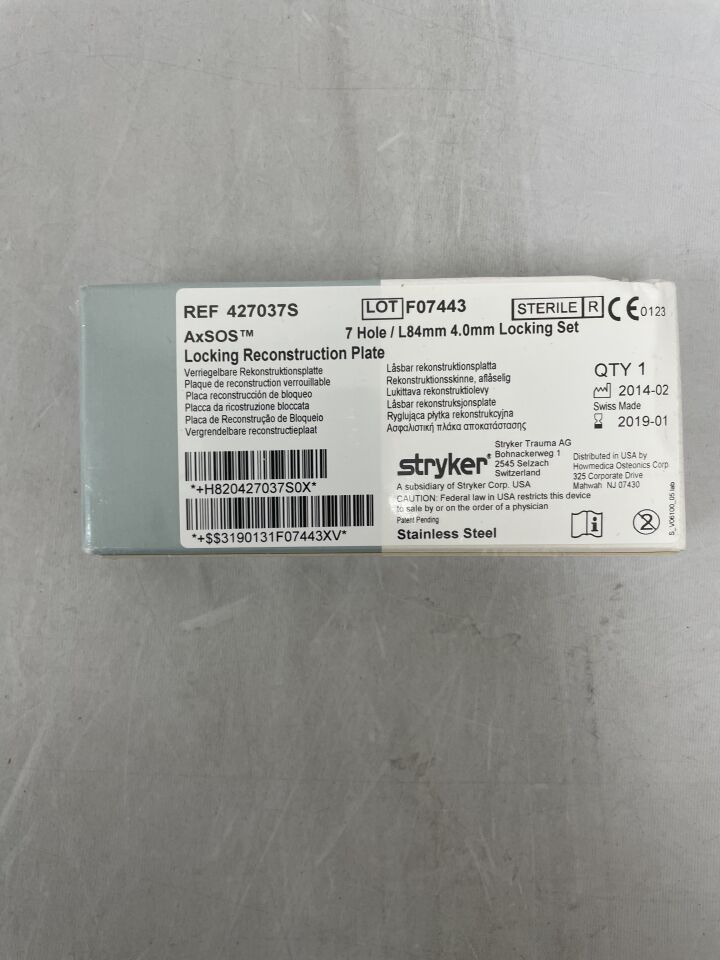 REF 427037S
LOT F07443
STERILE R
CE 0123
AxSOS™
7 Hole / L84mm 4.0mm Locking Set
Locking Reconstruction Plate
Verriegelbare Rekonstruktionsplatte
Plaque de reconstruction verrouillable
Placa reconstrucción de bloqueo
Placca da ricostruzione bloccata
Placa de Reconstrução de Bloqueio
Vergrendelbare reconstructieplaat
Låsbar rekonstruktionsplatta
Rekonstruktionsskinne, aflåselig
Lukittava rekonstruktiolevy
Låsbar rekonstruksjonsplate
Ryglująca płytka rekonstrukcyjna
Ασφαλιστική πλάκα αποκατάστασης
QTY 1
2014-02
Swiss Made
2019-01
*+H820427037S0X*
*+$$3190131F07443XV*
stryker®
Stryker Trauma AG
Bohnackerweg 1
2545 Selzach
Switzerland
A subsidiary of Stryker Corp. USA
CAUTION: Federal law in USA restricts this device
to sale by or on the order of a physician
Patent Pending
Stainless Steel
Distributed in USA by
Howmedica Osteonics Corp
325 Corporate Drive
Mahwah NJ 07430
i
2
S_V06100_05.lab